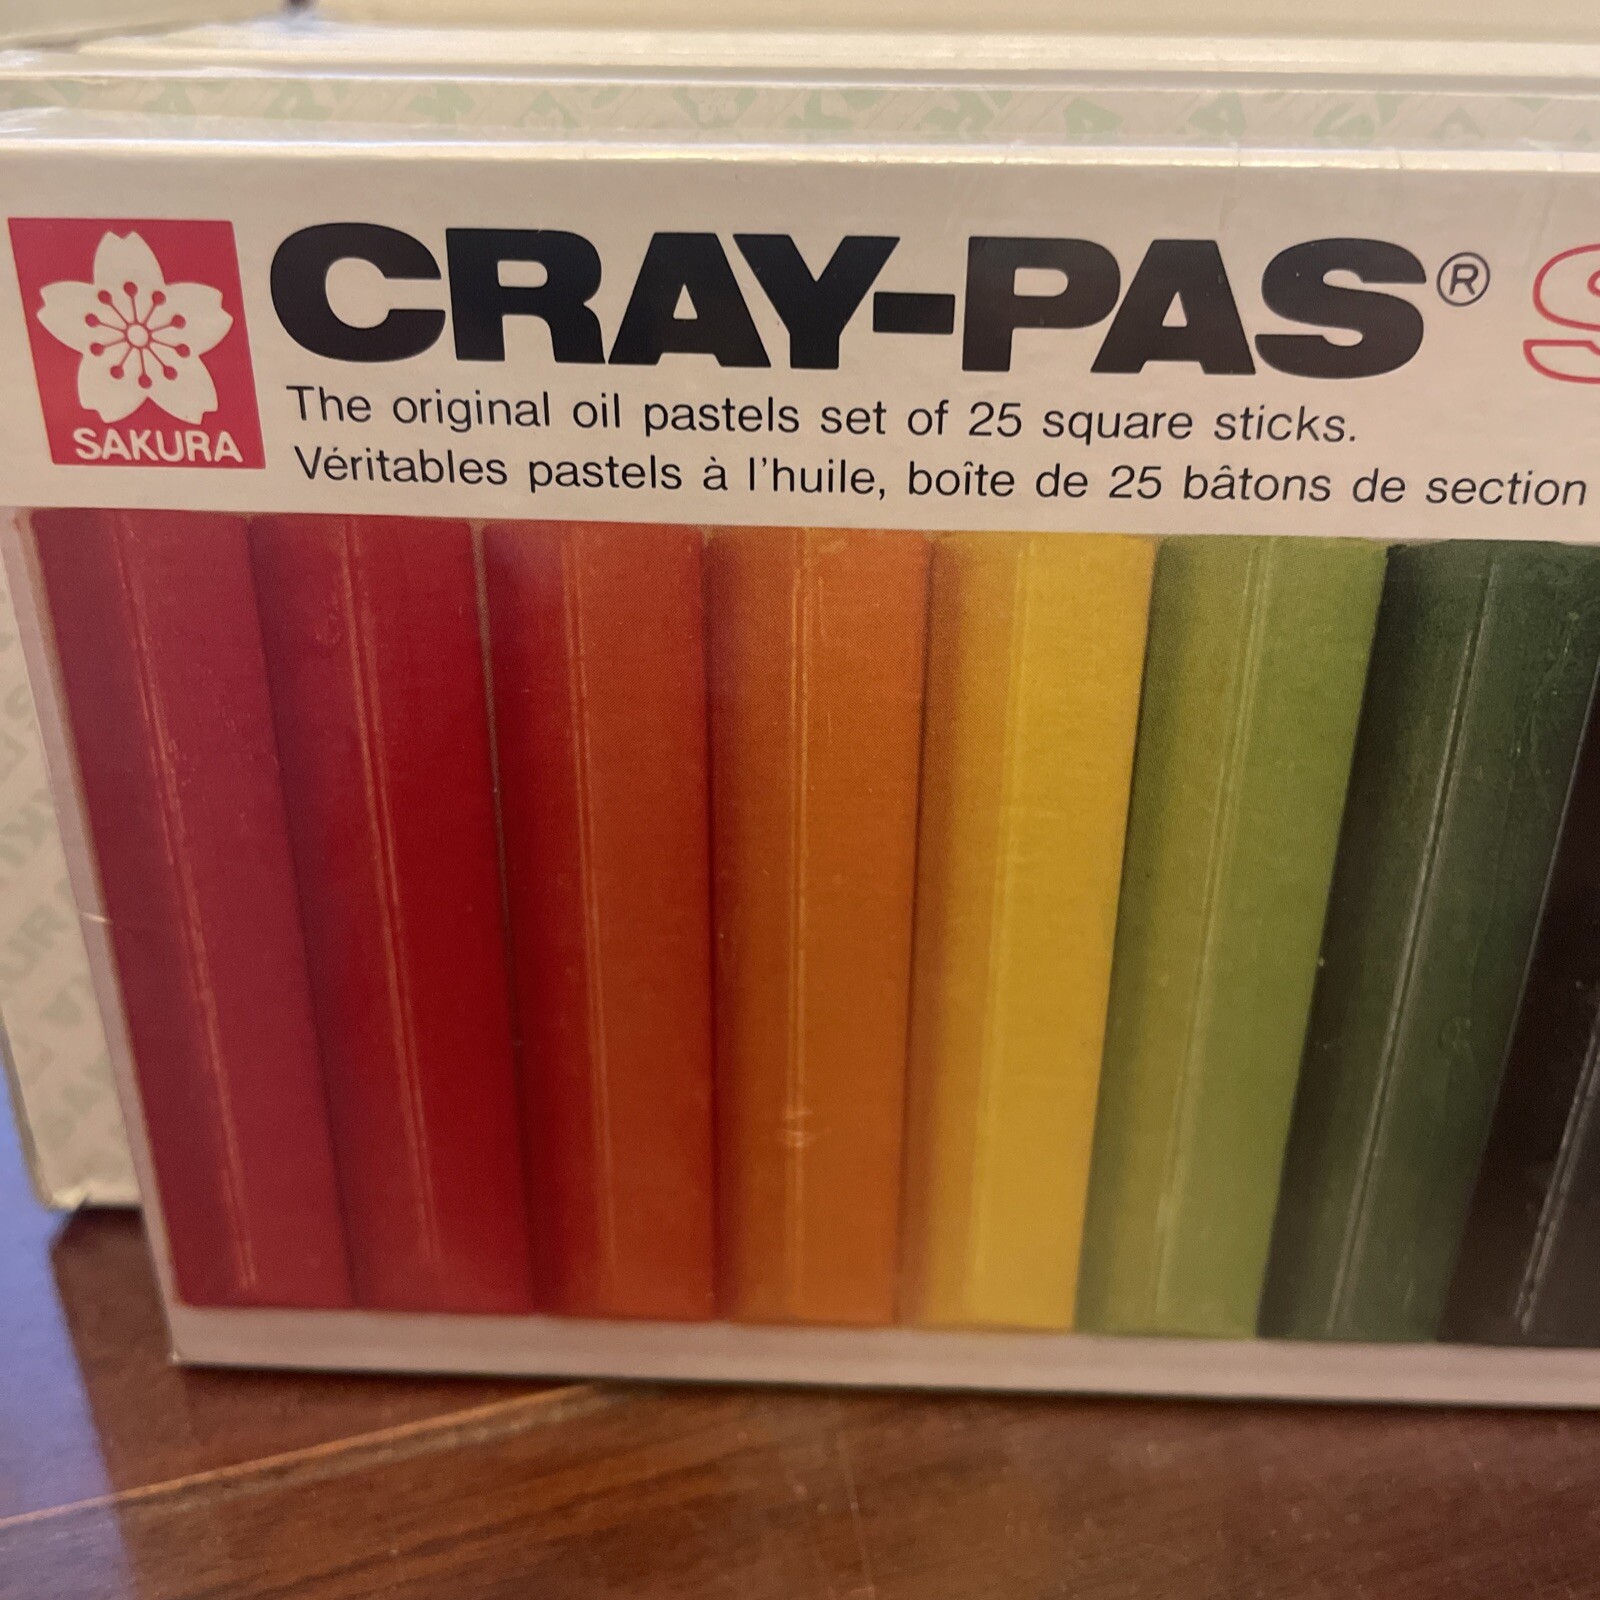 CRAY-PAS® S
The original oil pastels set of 25 square sticks.
Véritables pastels à l'huile, boîte de 25 bâtons de section
SAKURA